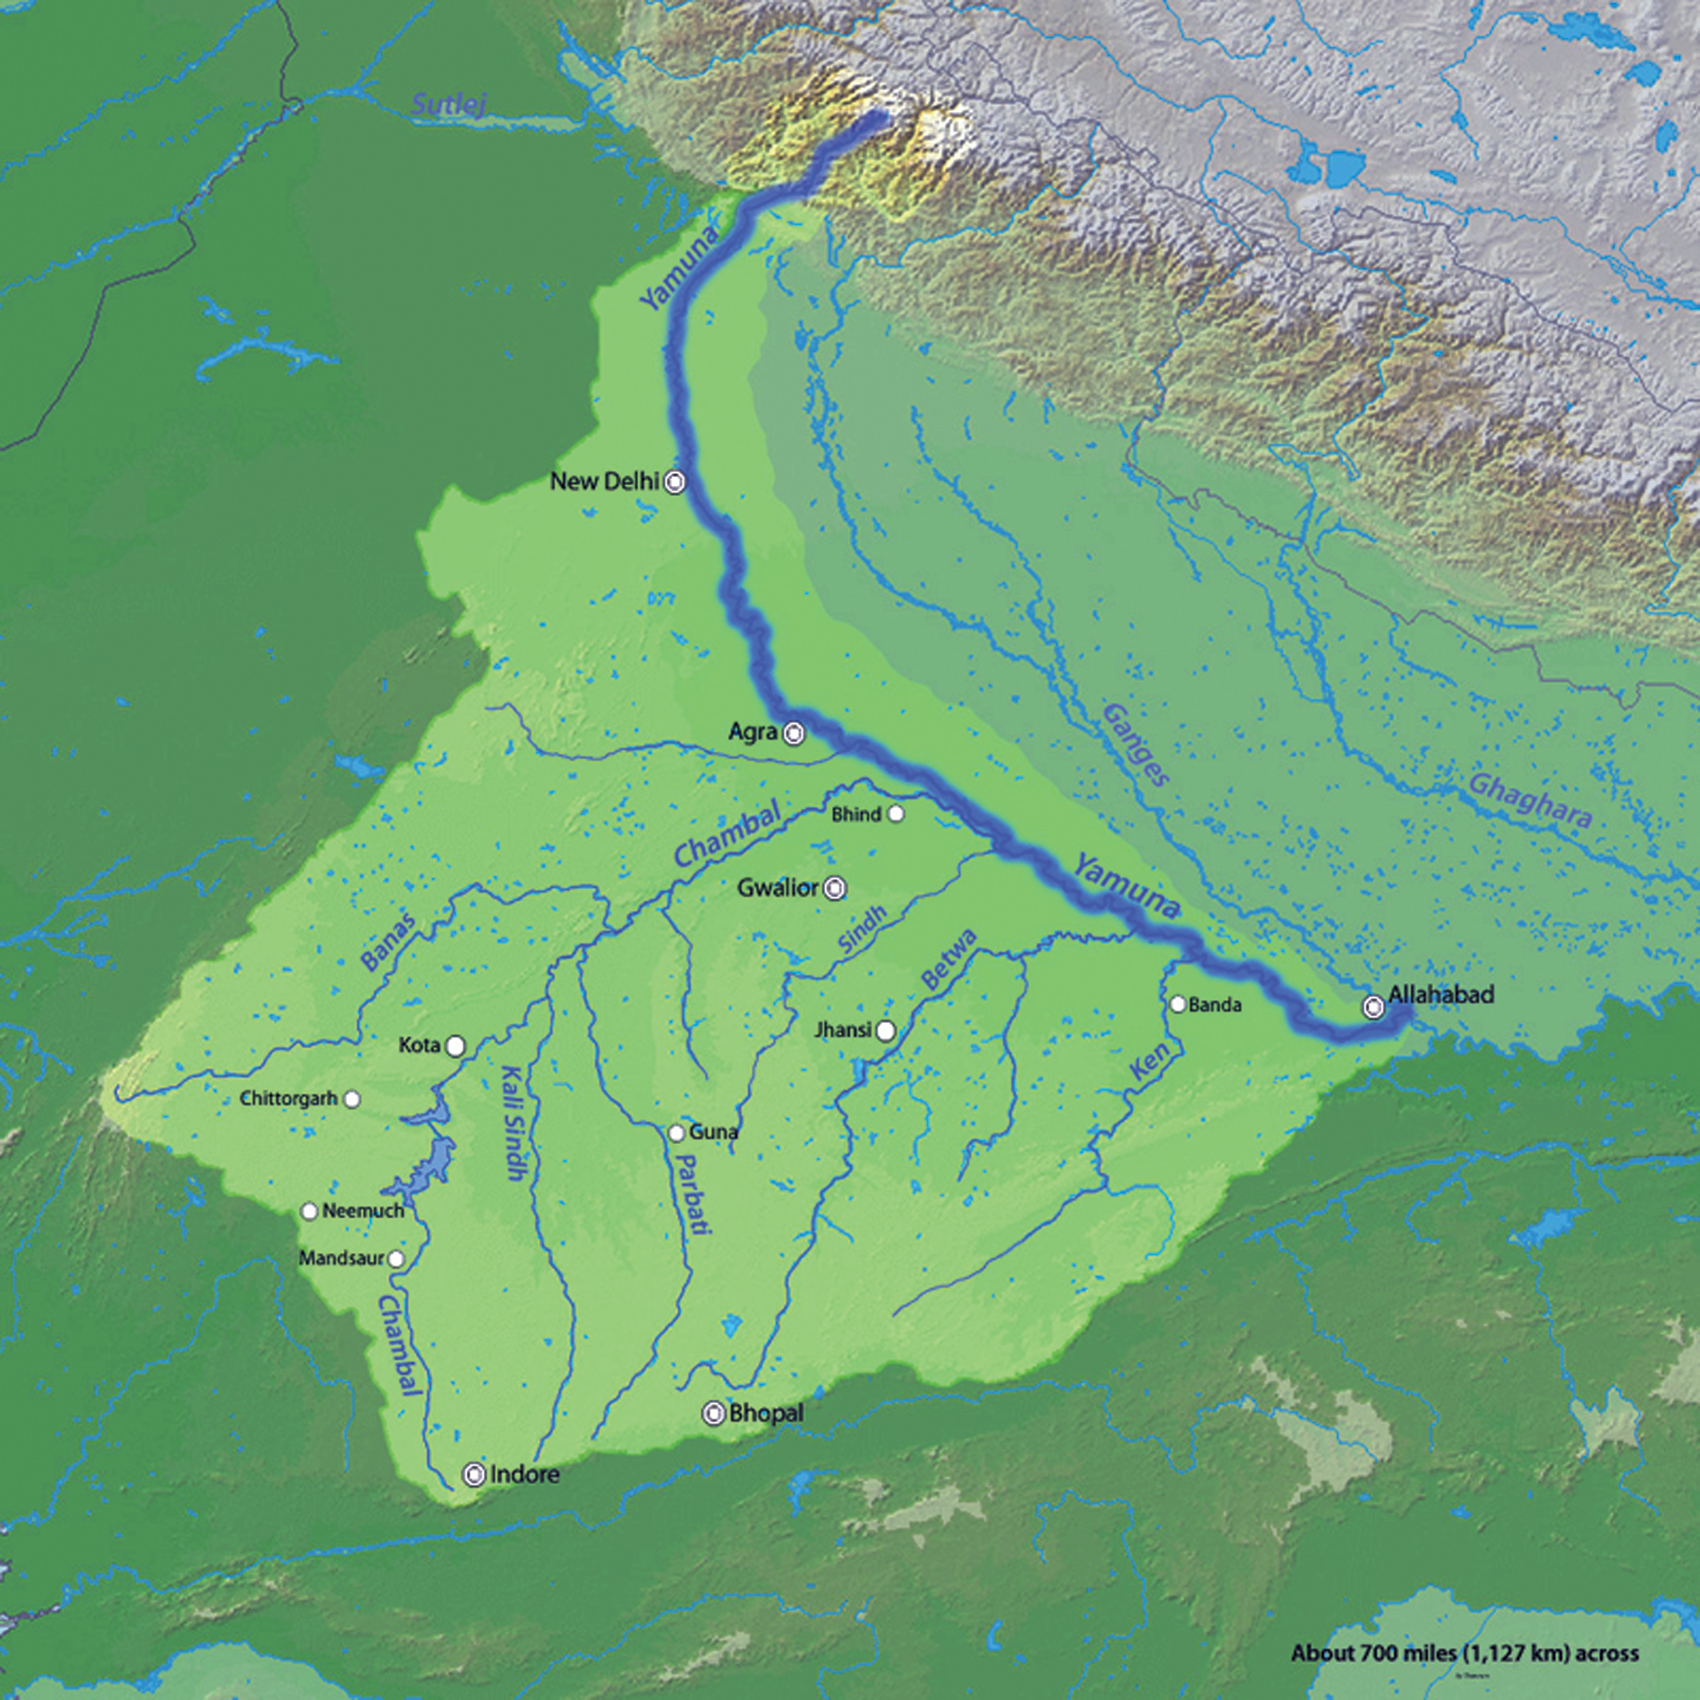 Sutlej
Yamuna
New Delhi
Ganges
Agra
Ghaghara
Chambal
Bhind
Yamuna
Gwalior
Banas
Sindh
Betwa
Allahabad
Banda
Jhansi
Kota
Ken
Kali Sindh
Chittorgarh
Guna
Parbati
Neemuch
Mandsaur
Chambal
Bhopal
Indore
About 700 miles (1,127 km) across